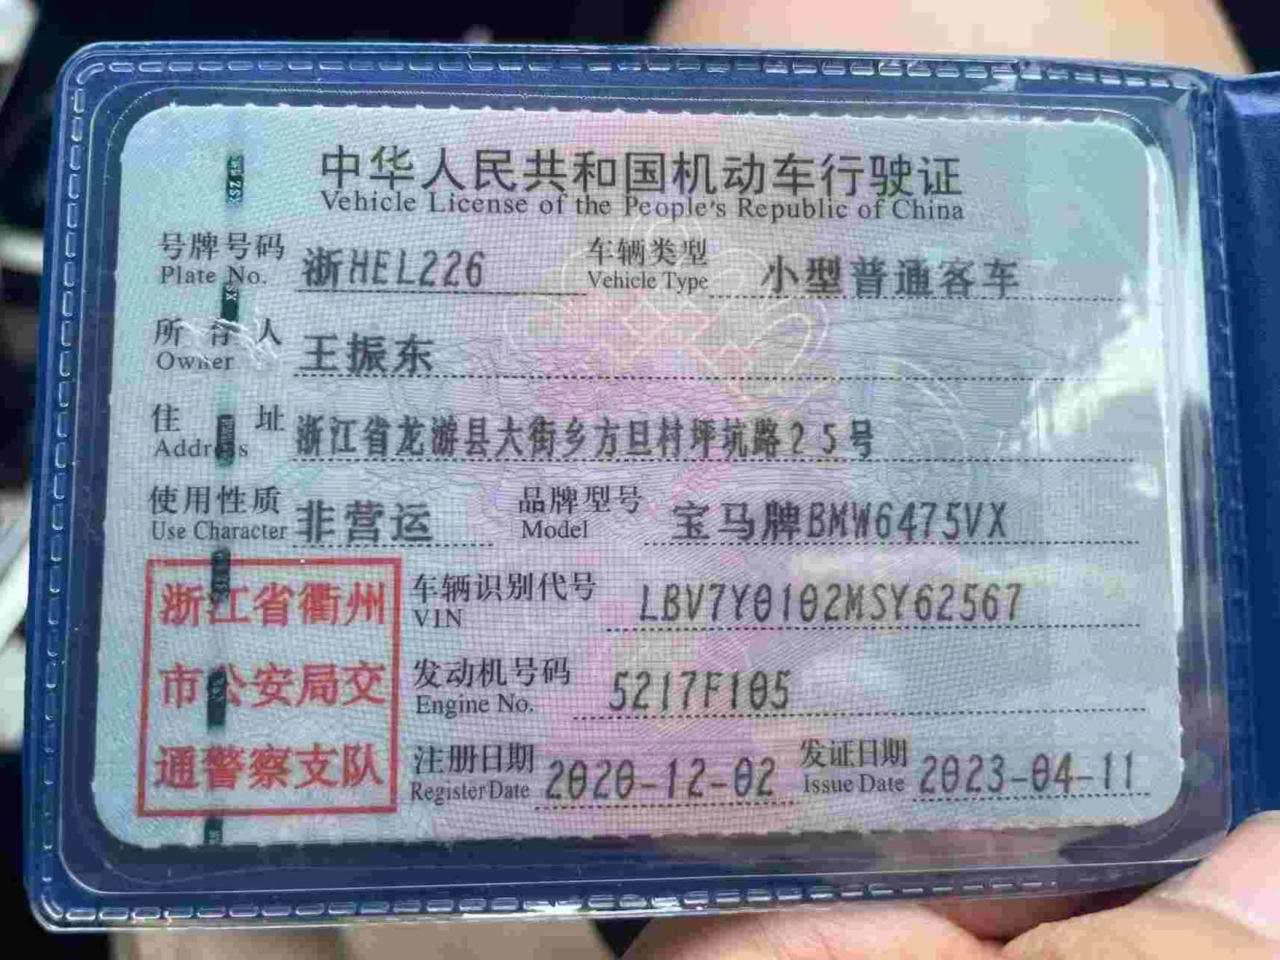 中华人民共和国机动车行驶证
Vehicle License of the People's Republic of China
号牌号码 浙HEL226 车辆类型 小型普通客车
Plate No. Vehicle Type
所有人 王振东
Owner
住址 浙江省龙游县大街乡方旦村坪坑路25号
Address
使用性质 非营运 品牌型号 宝马牌BMW6475VX
Use Character Model
浙江省衢州
市公安局交
通警察支队
车辆识别代号 LBV7Y0102MSY62567
VIN
发动机号码 5217F105
Engine No.
注册日期 2020-12-02 发证日期 2023-04-11
Register Date Issue Date